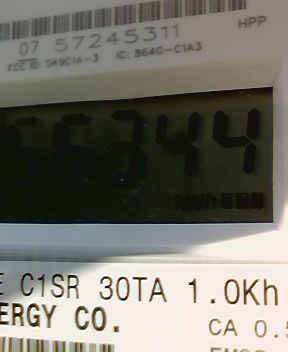 07 57245311 HPP
FCC ID: SK9C1A-3 IC: 864G-C1A3
6344
kWh
E C1SR 30TA 1.0Kh
ERGY CO.
CA 0.5